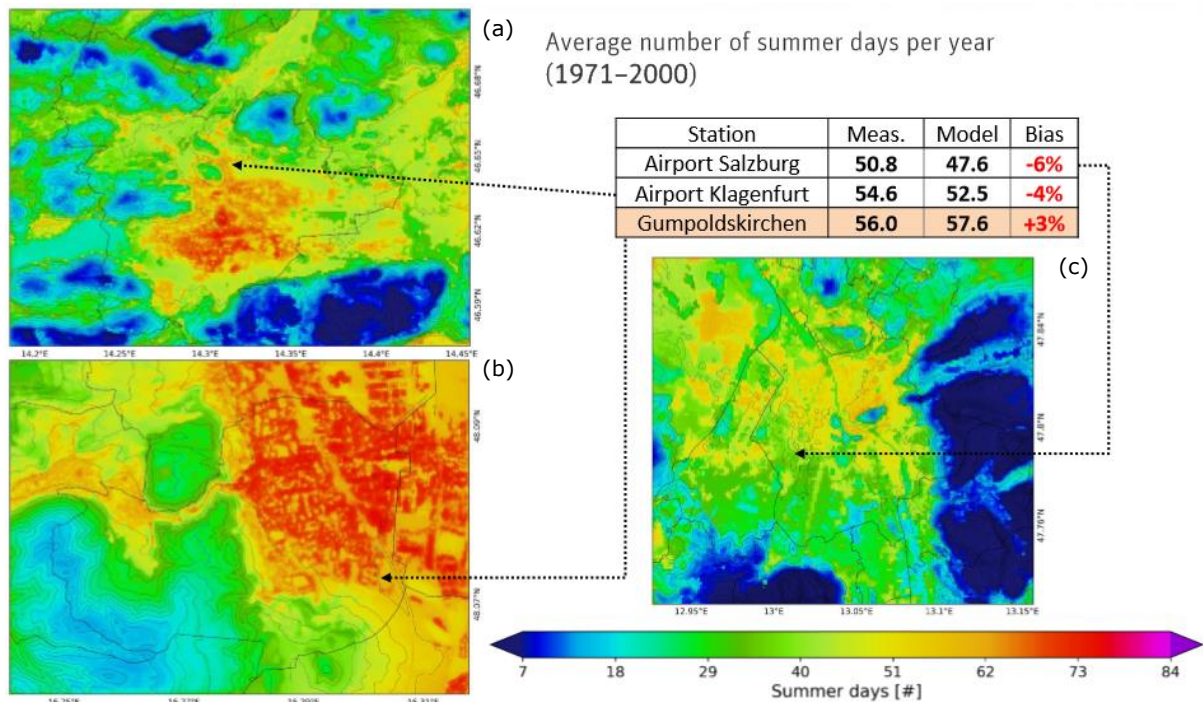 (a)
Average number of summer days per year
(1971–2000)
Station Meas. Model Bias
Airport Salzburg 50.8 47.6 -6%
Airport Klagenfurt 54.6 52.5 -4%
Gumpoldskirchen 56.0 57.6 +3%
46.68°N
46.65°N
46.62°N
46.59°N
14.2°E 14.25°E 14.3°E 14.35°E 14.4°E 14.45°E
(b)
48.09°N
48.07°N
16.29°E 16.31°E
(c)
47.84°N
47.8°N
47.76°N
12.95°E 13°E 13.05°E 13.1°E 13.15°E
7 18 29 40 51 62 73 84
Summer days [#]